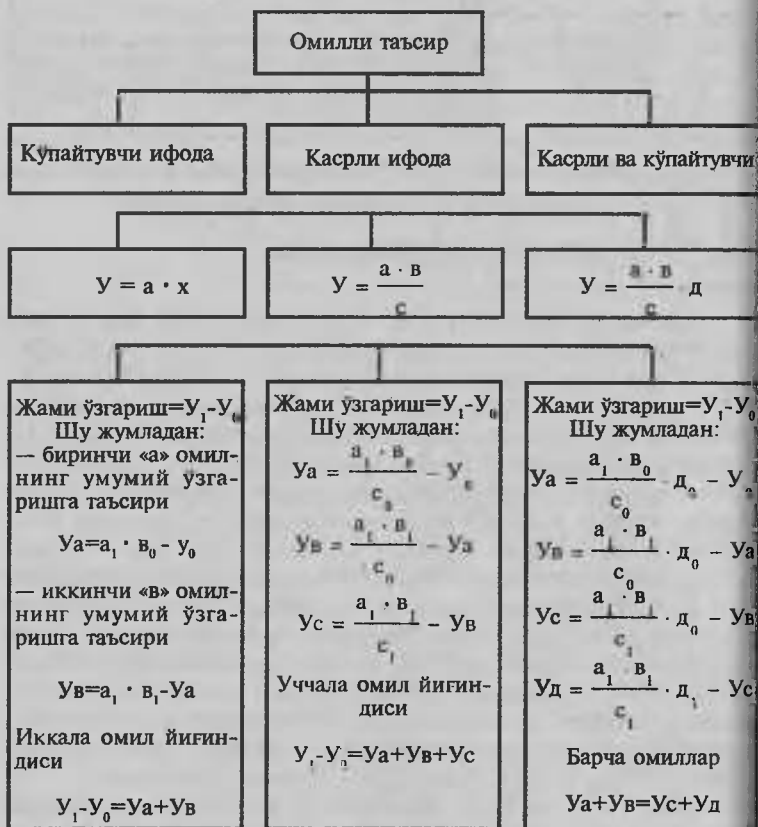 Омилли таъсир
Кўпайтувчи ифода
Касрли ифода
Касрли ва кўпайтувчи
У = а · х
У = а · в / с
У = а · в / с д
Жами ўзгариш=У₁-У₀
Шу жумладан:
— биринчи «а» омил-
нинг умумий ўзга-
ришга таъсири
Уа=а₁ · в₀ - у₀
— иккинчи «в» омил-
нинг умумий ўзга-
ришга таъсири
Ув=а₁ · в₁-Уа
Иккала омил йиғин-
диси
У₁-У₀=Уа+Ув
Жами ўзгариш=У₁-У₀
Шу жумладан:
Уа = а₁ · в₀ / с₀ – У₀
Ув = а₁ · в₁ / с₀ – Уа
Ус = а₁ · в₁ / с₁ – Ув
Уччала омил йиғин-
диси
У₁-У₀=Уа+Ув+Ус
Жами ўзгариш=У₁-У₀
Шу жумладан:
Уа = а₁ · в₀ / с₀ д₀ – У₀
Ув = а₁ · в₁ / с₀ · д₀ – Уа
Ус = а₁ · в₁ / с₁ · д₀ – Ув
Уд = а₁ в₁ / с₁ · д₁ – Ус
Барча омиллар
Уа+Ув=Ус+Уд